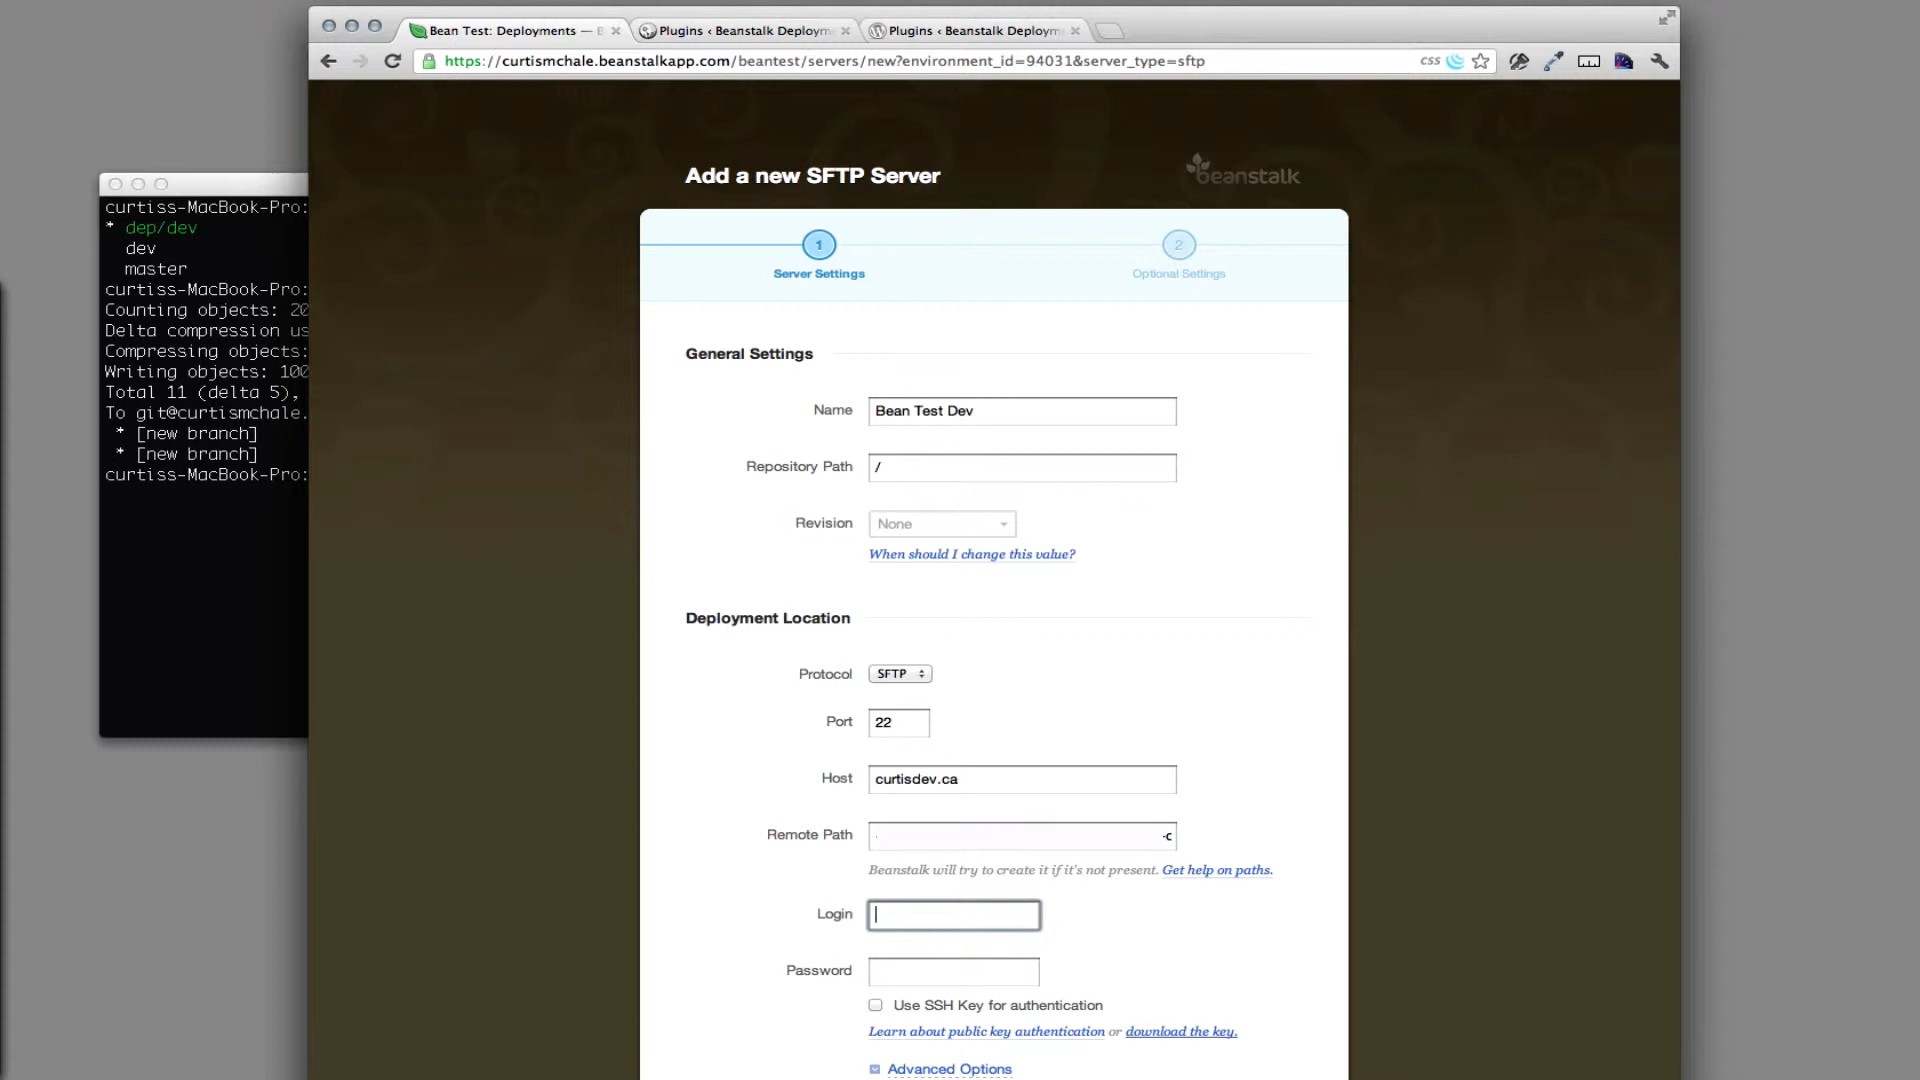 Bean Test: Deployments — B
Plugins ‹ Beanstalk Deploym
Plugins ‹ Beanstalk Deploym
https://curtismchale.beanstalkapp.com/beantest/servers/new?environment_id=94031&server_type=sftp
CSS
curtiss-MacBook-Pro:
* dep/dev
dev
master
curtiss-MacBook-Pro:
Counting objects: 20
Delta compression us
Compressing objects:
Writing objects: 100
Total 11 (delta 5),
To git@curtismchale.
* [new branch]
* [new branch]
curtiss-MacBook-Pro:
Add a new SFTP Server
beanstalk
1
2
Server Settings
Optional Settings
General Settings
Name
Bean Test Dev
Repository Path
/
Revision
None
When should I change this value?
Deployment Location
Protocol
SFTP
Port
22
Host
curtisdev.ca
Remote Path
-c
Beanstalk will try to create it if it's not present. Get help on paths.
Login
Password
Use SSH Key for authentication
Learn about public key authentication or download the key.
Advanced Options